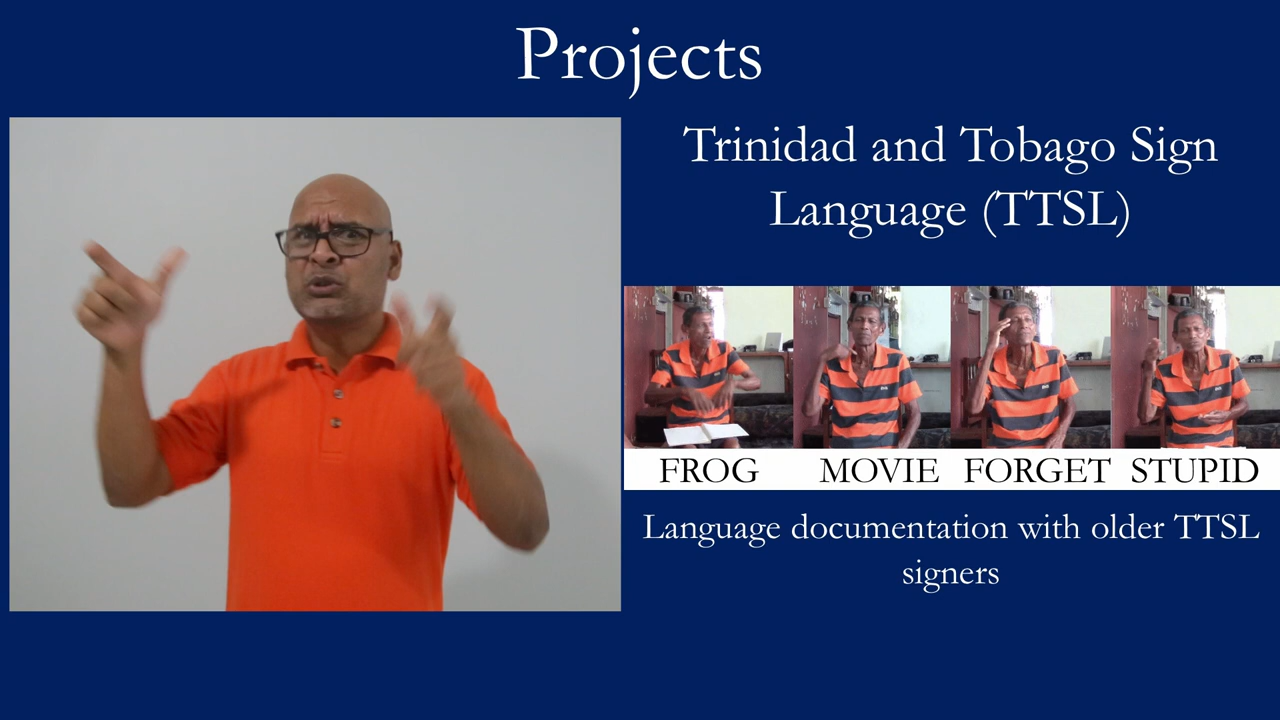 Projects
Trinidad and Tobago Sign
Language (TTSL)
FROG MOVIE FORGET STUPID
Language documentation with older TTSL
signers